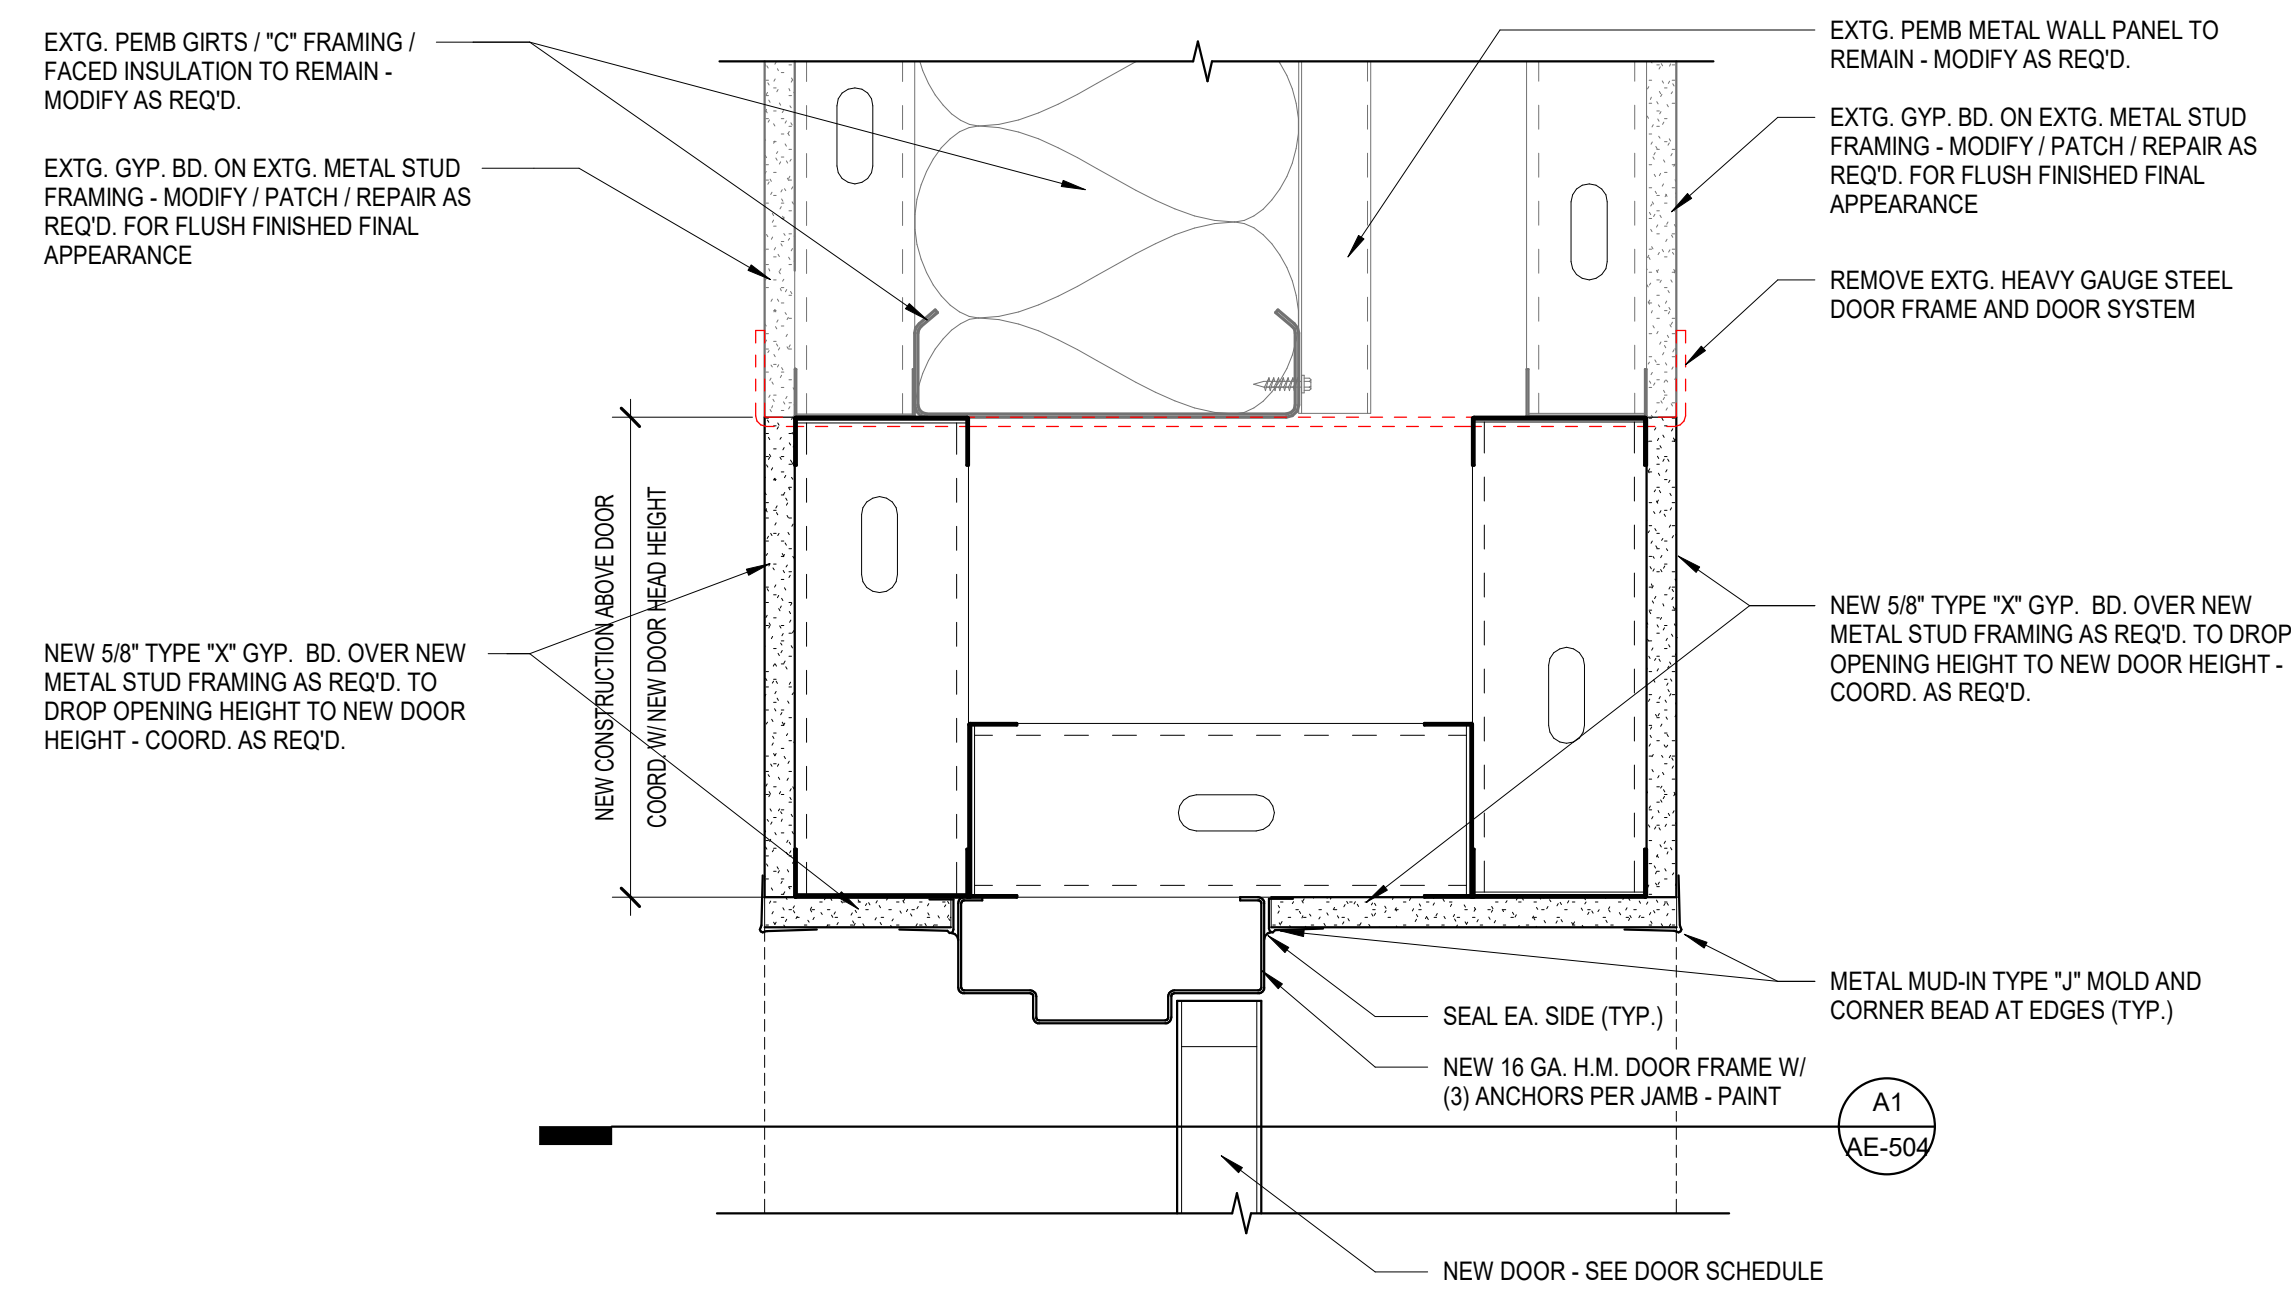 EXTG. PEMB GIRTS / "C" FRAMING /
FACED INSULATION TO REMAIN -
MODIFY AS REQ'D.
EXTG. GYP. BD. ON EXTG. METAL STUD
FRAMING - MODIFY / PATCH / REPAIR AS
REQ'D. FOR FLUSH FINISHED FINAL
APPEARANCE
NEW 5/8" TYPE "X" GYP.  BD. OVER NEW
METAL STUD FRAMING AS REQ'D. TO
DROP OPENING HEIGHT TO NEW DOOR
HEIGHT - COORD. AS REQ'D.
NEW CONSTRUCTION ABOVE DOOR
COORD. W/ NEW DOOR HEAD HEIGHT
EXTG. PEMB METAL WALL PANEL TO
REMAIN - MODIFY AS REQ'D.
EXTG. GYP. BD. ON EXTG. METAL STUD
FRAMING - MODIFY / PATCH / REPAIR AS
REQ'D. FOR FLUSH FINISHED FINAL
APPEARANCE
REMOVE EXTG. HEAVY GAUGE STEEL
DOOR FRAME AND DOOR SYSTEM
NEW 5/8" TYPE "X" GYP.  BD. OVER NEW
METAL STUD FRAMING AS REQ'D. TO DROP
OPENING HEIGHT TO NEW DOOR HEIGHT -
COORD. AS REQ'D.
METAL MUD-IN TYPE "J" MOLD AND
CORNER BEAD AT EDGES (TYP.)
SEAL EA. SIDE (TYP.)
NEW 16 GA. H.M. DOOR FRAME W/
(3) ANCHORS PER JAMB - PAINT
A1
AE-504
NEW DOOR - SEE DOOR SCHEDULE